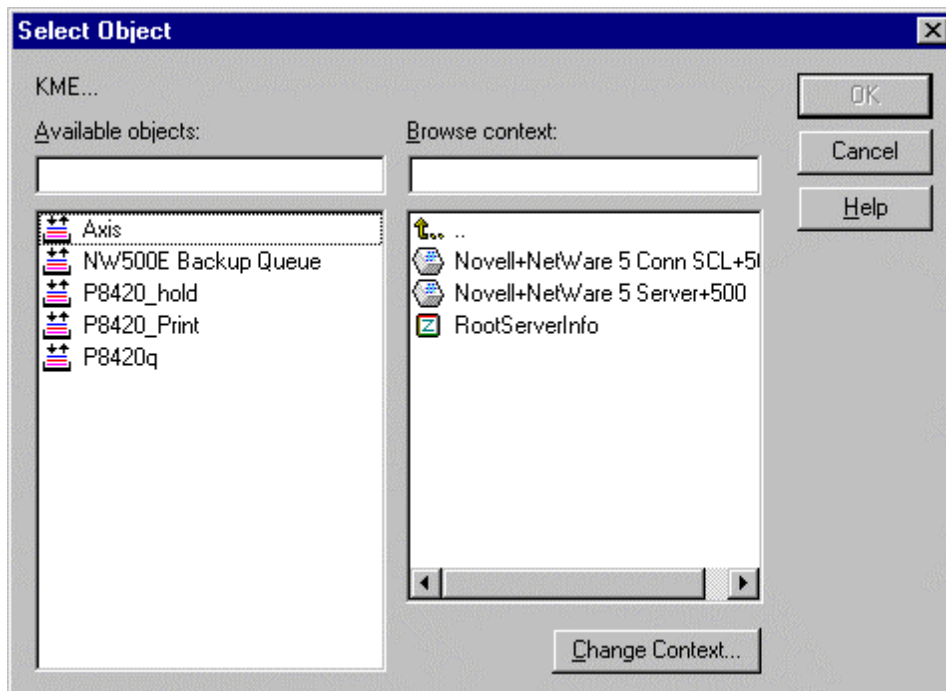 Select Object
KME...
OK
Available objects:
Browse context:
Cancel
Help
Axis
NW500E Backup Queue
P8420_hold
P8420_Print
P8420q
..
Novell+NetWare 5 Conn SCL+50
Novell+NetWare 5 Server+500
RootServerInfo
Change Context...